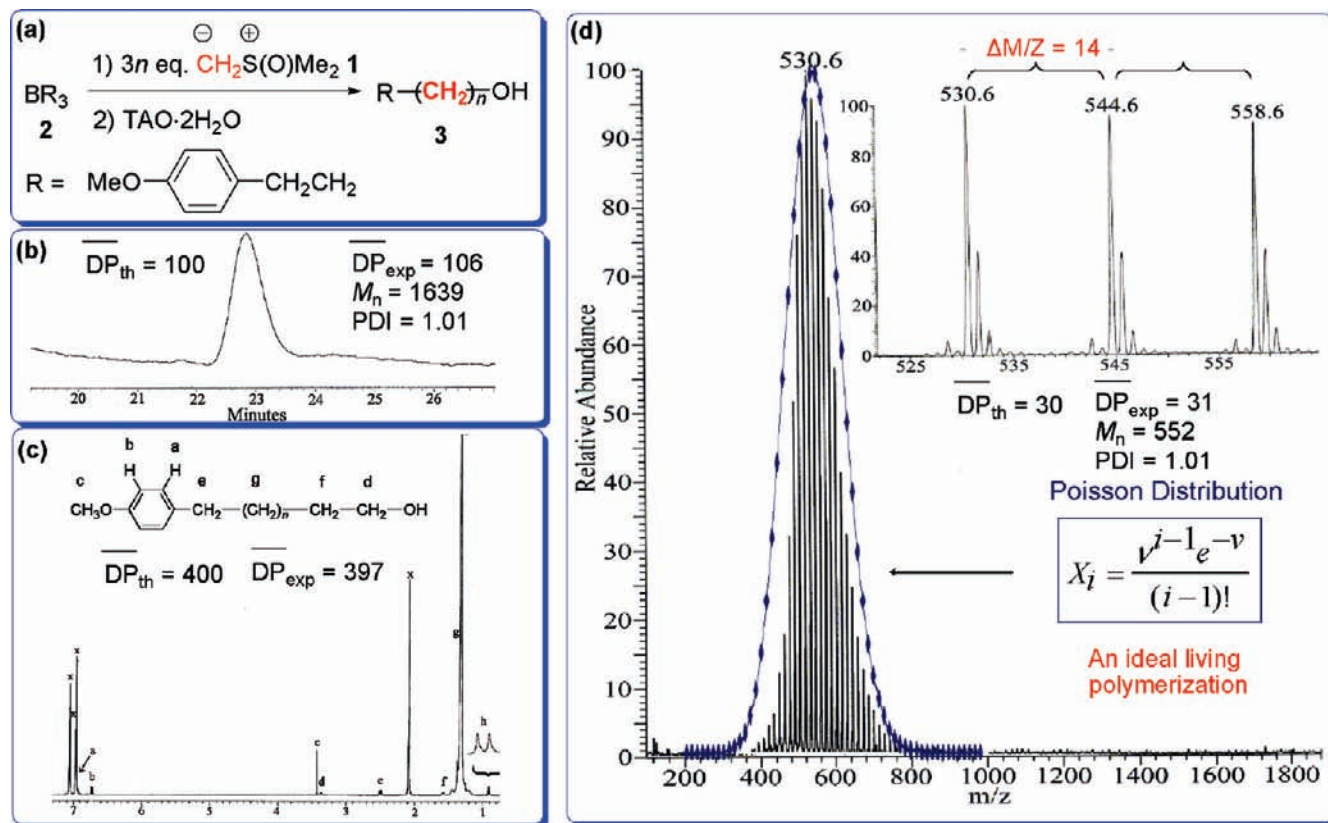 (a)
⊖ ⊕
1) 3n eq. CH₂S(O)Me₂ 1
BR₃
2
2) TAO·2H₂O
R—(CH₂)ₙ—OH
3
R = MeO CH₂CH₂
(b)
DPth = 100
DPexp = 106
Mn = 1639
PDI = 1.01
20 21 22 23 24 25 26
Minutes
(c)
b a
c H H e g f d
CH₃O CH₂—(CH₂)ₙ—CH₂—CH₂—OH
DPth = 400 DPexp = 397
x x x a b c d e x f g h
7 6 5 4 3 2 1
(d)
530.6
- ΔM/Z = 14 -
530.6 544.6 558.6
100
80
60
40
20
0
525 535 545 555
DPth = 30
DPexp = 31
Mn = 552
PDI = 1.01
Poisson Distribution
Xi = νⁱ⁻¹e⁻ᵛ / (i−1)!
An ideal living
polymerization
Relative Abundance
100
90
80
70
60
50
40
30
20
10
0
200 400 600 800 1000 1200 1400 1600 1800
m/z